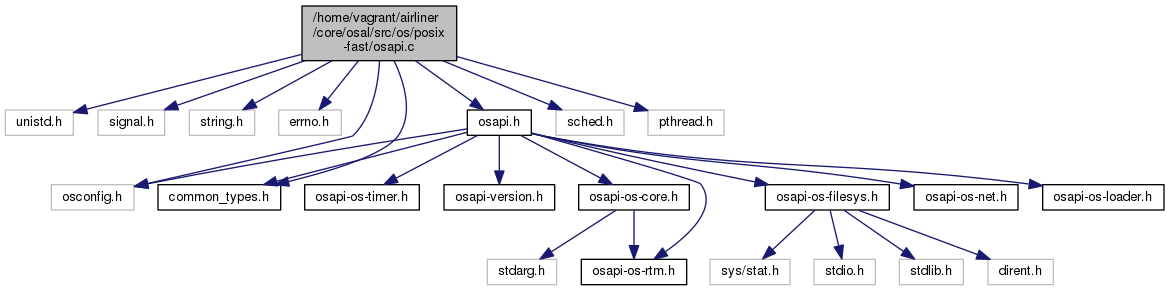 /home/vagrant/airliner
/core/osal/src/os/posix
-fast/osapi.c
unistd.h
signal.h
string.h
errno.h
osapi.h
sched.h
pthread.h
osconfig.h
common_types.h
osapi-os-timer.h
osapi-version.h
osapi-os-core.h
osapi-os-filesys.h
osapi-os-net.h
osapi-os-loader.h
stdarg.h
osapi-os-rtm.h
sys/stat.h
stdio.h
stdlib.h
dirent.h